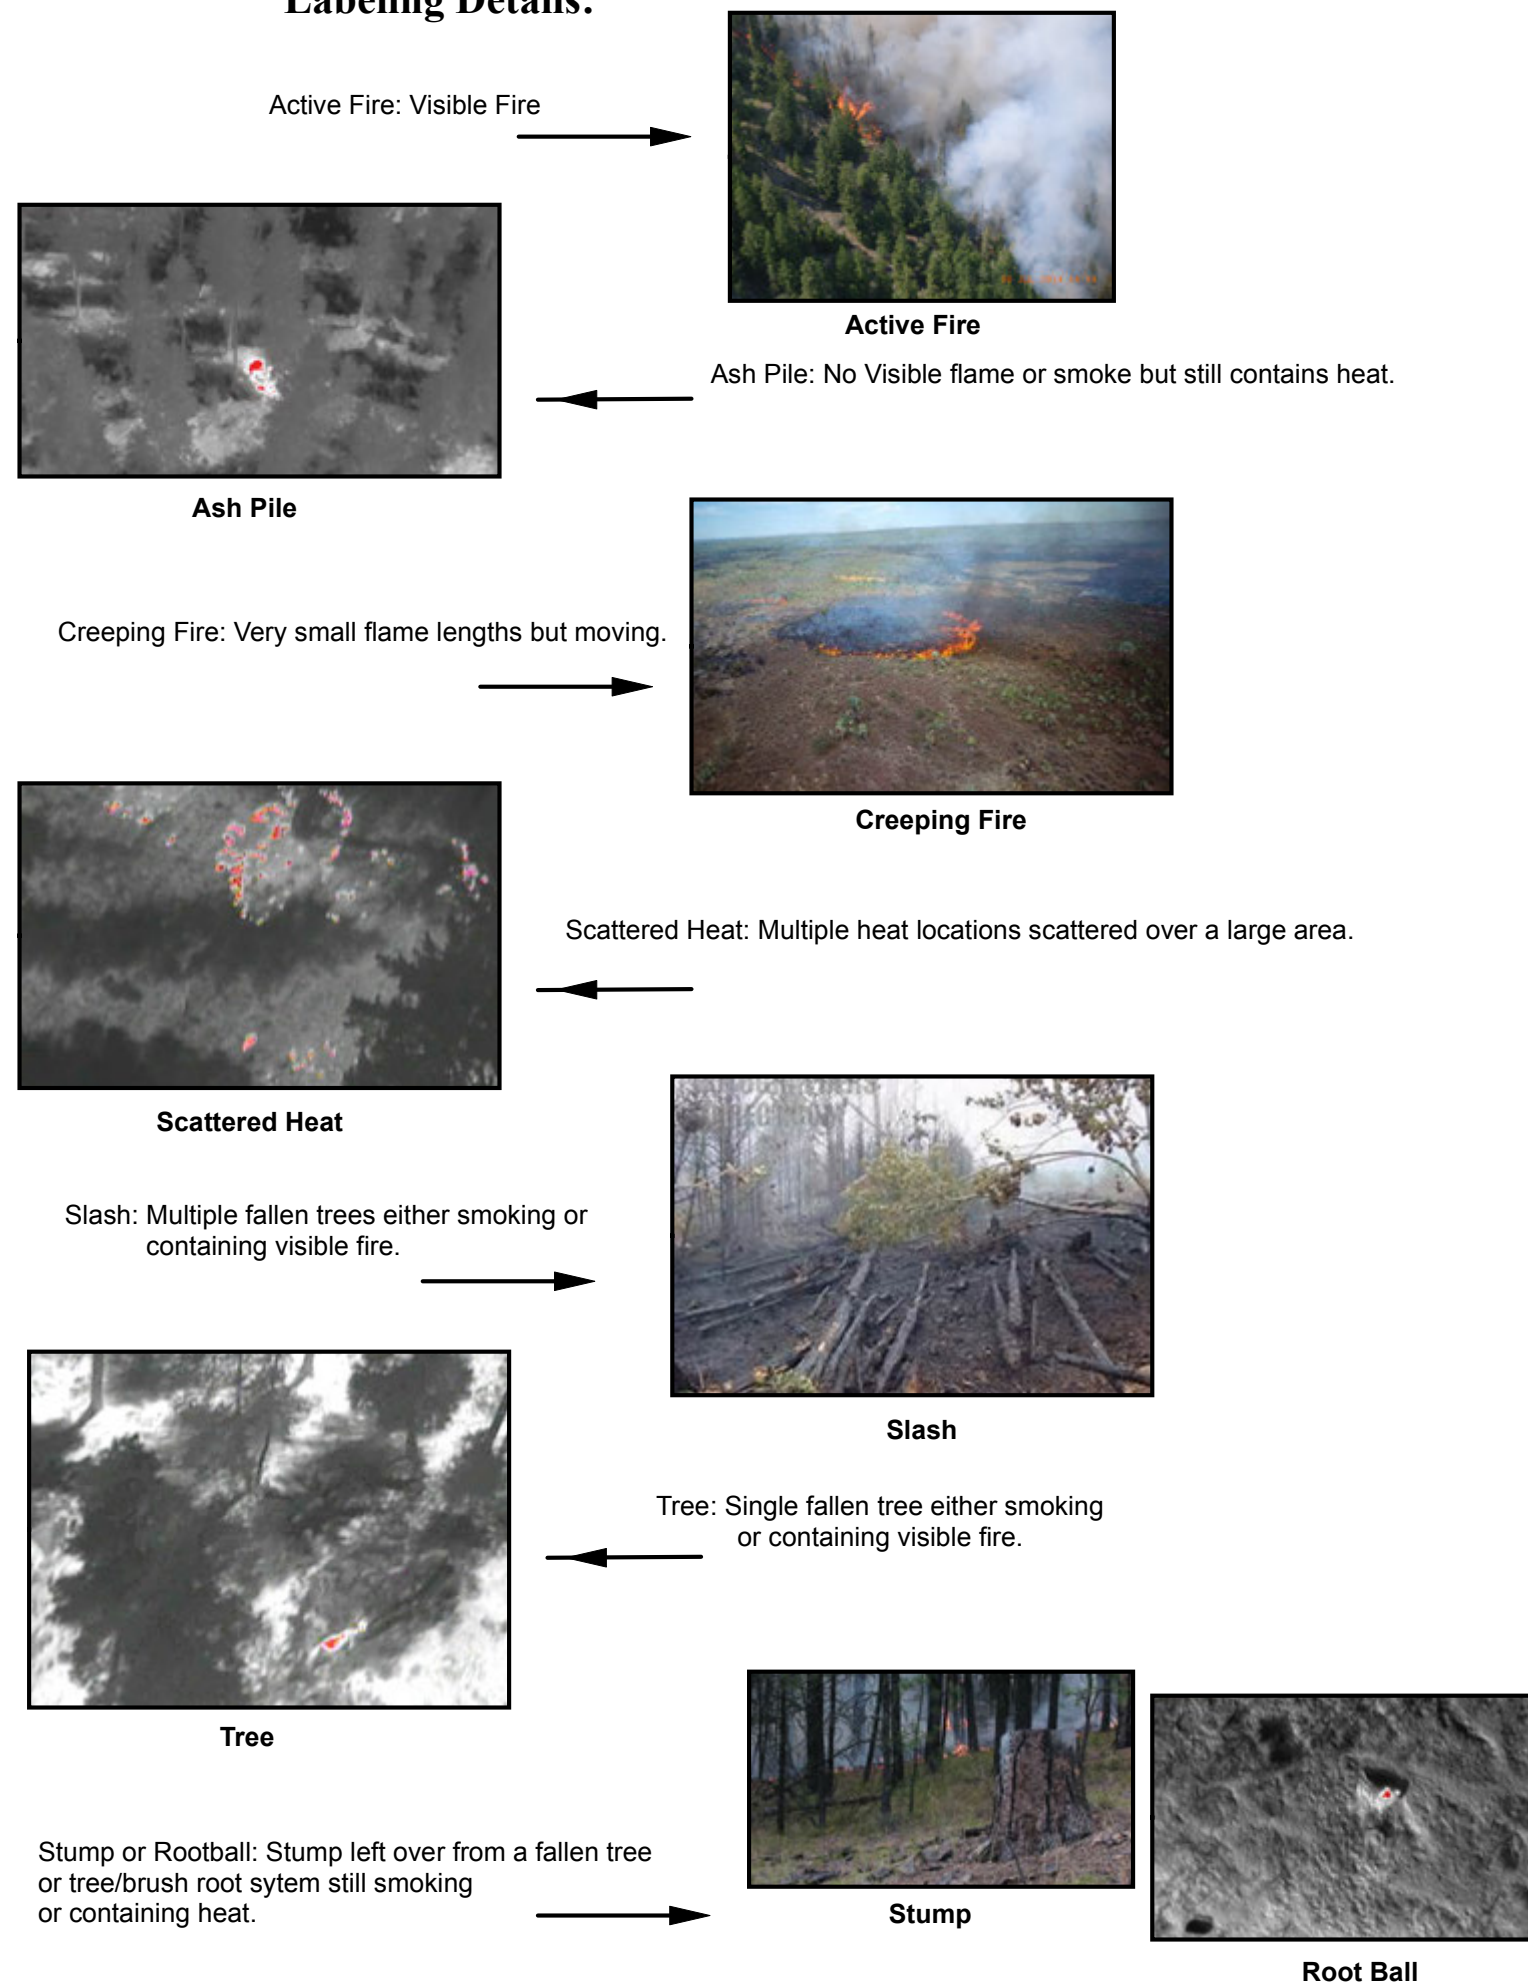 Labeling Details:
Active Fire: Visible Fire
Active Fire
Ash Pile: No Visible flame or smoke but still contains heat.
Ash Pile
Creeping Fire: Very small flame lengths but moving.
Creeping Fire
Scattered Heat: Multiple heat locations scattered over a large area.
Scattered Heat
Slash: Multiple fallen trees either smoking or
containing visible fire.
Slash
Tree: Single fallen tree either smoking
or containing visible fire.
Tree
Stump or Rootball: Stump left over from a fallen tree
or tree/brush root sytem still smoking
or containing heat.
Stump
Root Ball